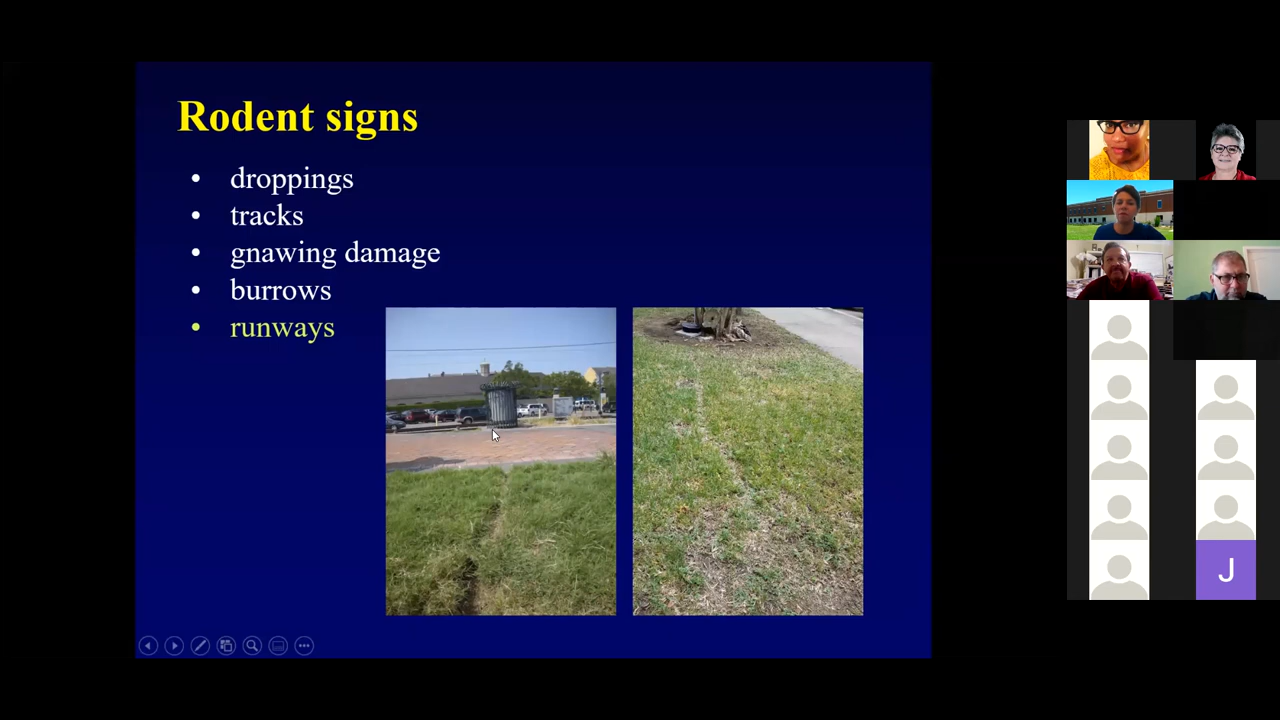 Rodent signs
• droppings
• tracks
• gnawing damage
• burrows
• runways
J